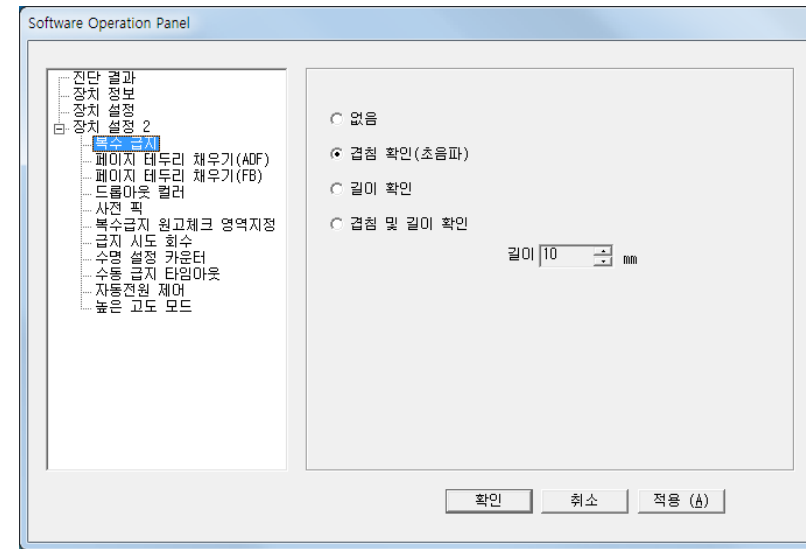 Software Operation Panel
진단 결과
장치 정보
장치 설정
장치 설정 2
복수 급지
페이지 테두리 채우기(ADF)
페이지 테두리 채우기(FB)
드롭아웃 컬러
사전 픽
복수급지 원고체크 영역지정
급지 시도 회수
수명 설정 카운터
수동 급지 타임아웃
자동전원 제어
높은 고도 모드
없음
겹침 확인(초음파)
길이 확인
겹침 및 길이 확인
길이 10 mm
확인 취소 적용 (A)